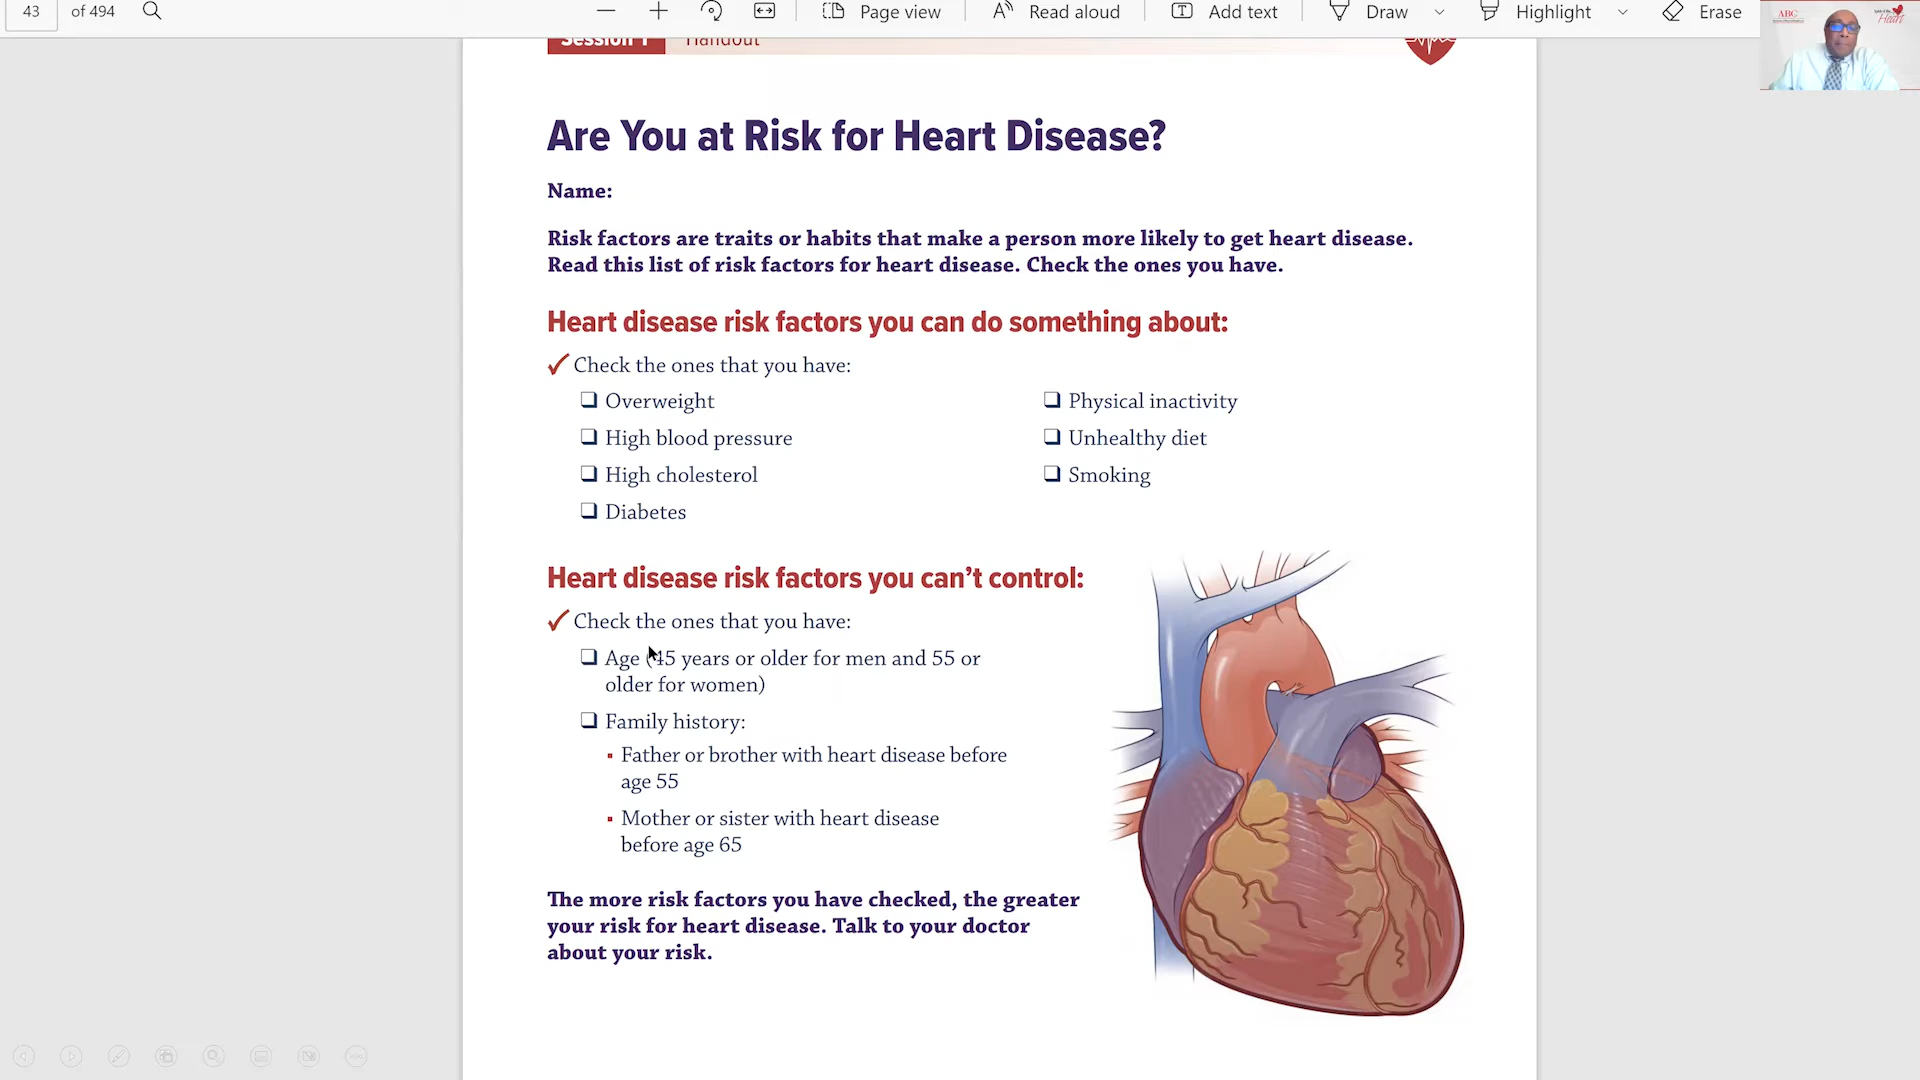 43 of 494 Page view Read aloud Add text Draw Highlight Erase
ABC
Heart
Session 1 Handout
Are You at Risk for Heart Disease?
Name:
Risk factors are traits or habits that make a person more likely to get heart disease.
Read this list of risk factors for heart disease. Check the ones you have.
Heart disease risk factors you can do something about:
Check the ones that you have:
Overweight
High blood pressure
High cholesterol
Diabetes
Physical inactivity
Unhealthy diet
Smoking
Heart disease risk factors you can't control:
Check the ones that you have:
Age (45 years or older for men and 55 or
older for women)
Family history:
Father or brother with heart disease before
age 55
Mother or sister with heart disease
before age 65
The more risk factors you have checked, the greater
your risk for heart disease. Talk to your doctor
about your risk.